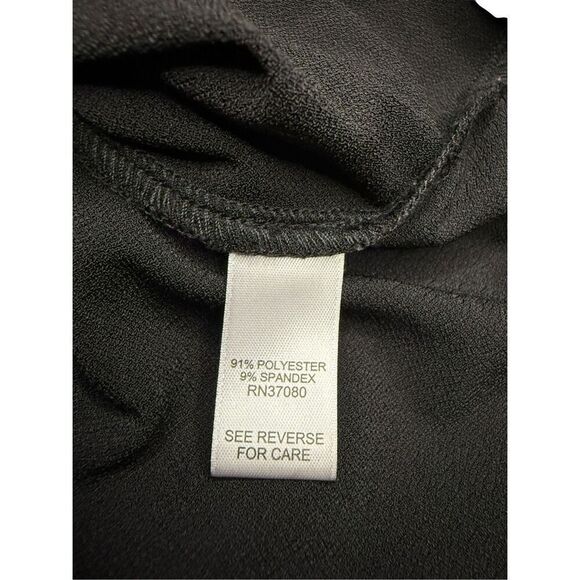 91% POLYESTER
9% SPANDEX
RN37080
SEE REVERSE
FOR CARE